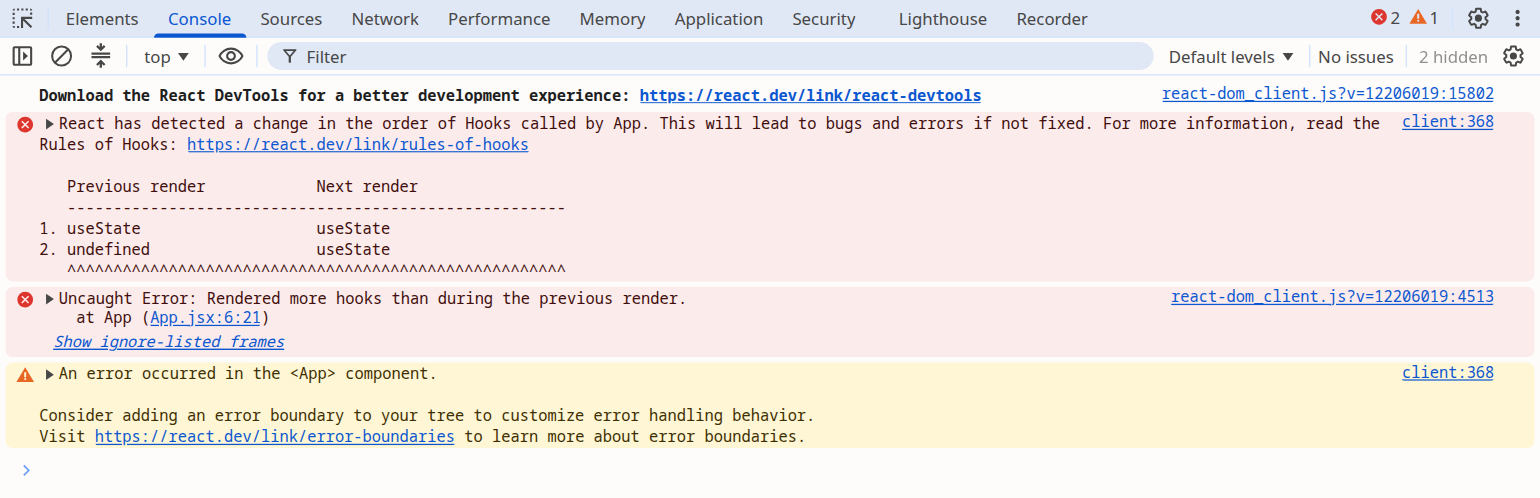 Elements Console Sources Network Performance Memory Application Security Lighthouse Recorder 2 1
top Filter Default levels No issues 2 hidden
Download the React DevTools for a better development experience: https://react.dev/link/react-devtools react-dom_client.js?v=12206019:15802
React has detected a change in the order of Hooks called by App. This will lead to bugs and errors if not fixed. For more information, read the client:368
Rules of Hooks: https://react.dev/link/rules-of-hooks
Previous render Next render
------------------------------------------------------
1. useState useState
2. undefined useState
^^^^^^^^^^^^^^^^^^^^^^^^^^^^^^^^^^^^^^^^^^^^^^^^^^^^^^
Uncaught Error: Rendered more hooks than during the previous render. react-dom_client.js?v=12206019:4513
at App (App.jsx:6:21)
Show ignore-listed frames
An error occurred in the <App> component. client:368
Consider adding an error boundary to your tree to customize error handling behavior.
Visit https://react.dev/link/error-boundaries to learn more about error boundaries.